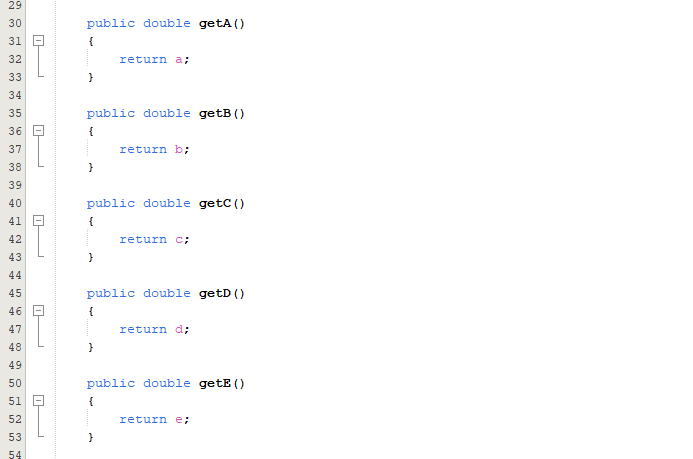 29
30 public double getA()
31 {
32 return a;
33 }
34
35 public double getB()
36 {
37 return b;
38 }
39
40 public double getC()
41 {
42 return c;
43 }
44
45 public double getD()
46 {
47 return d;
48 }
49
50 public double getE()
51 {
52 return e;
53 }
54